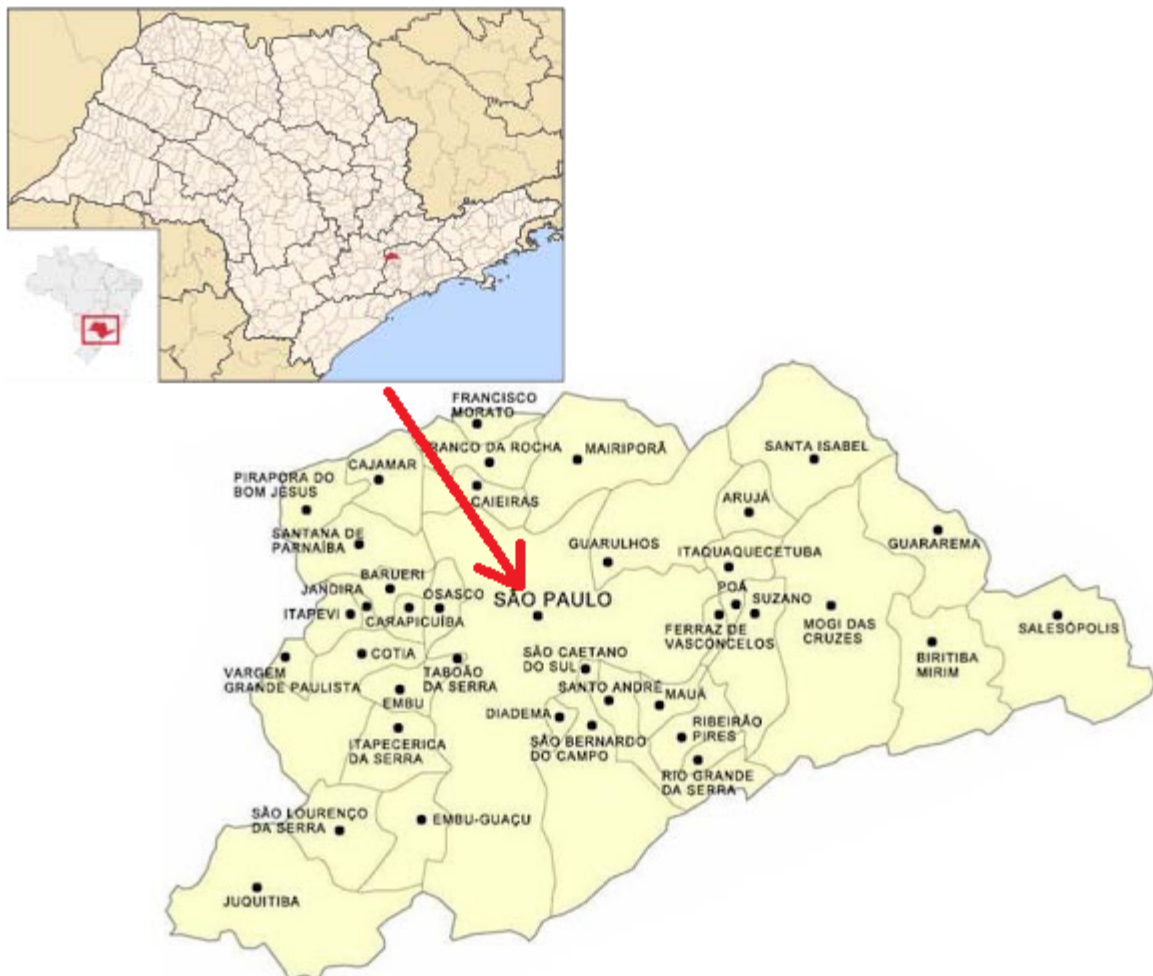 FRANCISCO
MORATO
RANCO DA ROCHA
MAIRIPORÃ
SANTA ISABEL
CAJAMAR
PIRAPORA DO
BOM JESUS
CAIEIRAS
ARUJÁ
SANTANA DE
PARNAÍBA
GUARULHOS
ITAQUAQUECETUBA
GUARAREMA
BARUERI
JANDIRA
OSASCO
POÁ
SUZANO
ITAPEVI
CARAPICUÍBA
SÃO PAULO
FERRAZ DE
VASCONCELOS
MOGI DAS
CRUZES
SALESÓPOLIS
COTIA
SÃO CAETANO
DO SUL
BIRITIBA
MIRIM
VARGEM
GRANDE PAULISTA
TABOÃO
DA SERRA
EMBU
SANTO ANDRÉ
MAUÁ
DIADEMA
RIBEIRÃO
PIRES
ITAPECERICA
DA SERRA
SÃO BERNARDO
DO CAMPO
RIO GRANDE
DA SERRA
SÃO LOURENÇO
DA SERRA
EMBU-GUAÇU
JUQUITIBA